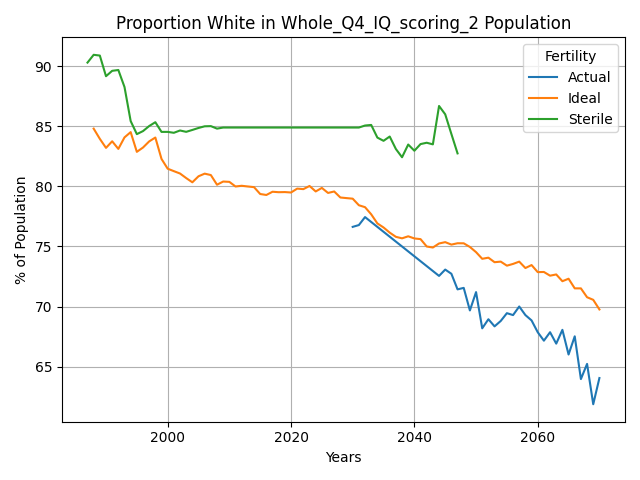 Proportion White in Whole_Q4_IQ_scoring_2 Population
Fertility
Actual
Ideal
Sterile
% of Population
90
85
80
75
70
65
2000
2020
2040
2060
Years